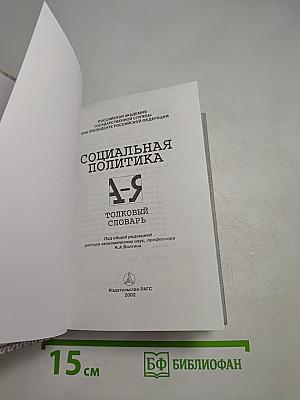 РОССИЙСКАЯ АКАДЕМИЯ
ГОСУДАРСТВЕННОЙ СЛУЖБЫ
ПРИ ПРЕЗИДЕНТЕ РОССИЙСКОЙ ФЕДЕРАЦИИ
СОЦИАЛЬНАЯ
ПОЛИТИКА
А-Я
ТОЛКОВЫЙ
СЛОВАРЬ
Под общей редакцией
доктора экономических наук, профессора
Н.А.Волгина
Издательство РАГС
2002
15 см
БФ БИБЛИОФАН